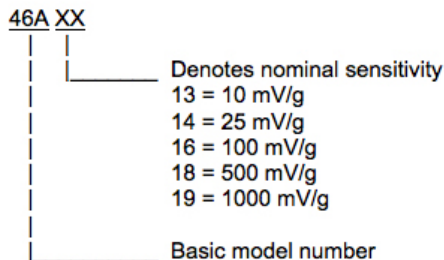 46A XX
Denotes nominal sensitivity
13 = 10 mV/g
14 = 25 mV/g
16 = 100 mV/g
18 = 500 mV/g
19 = 1000 mV/g
Basic model number